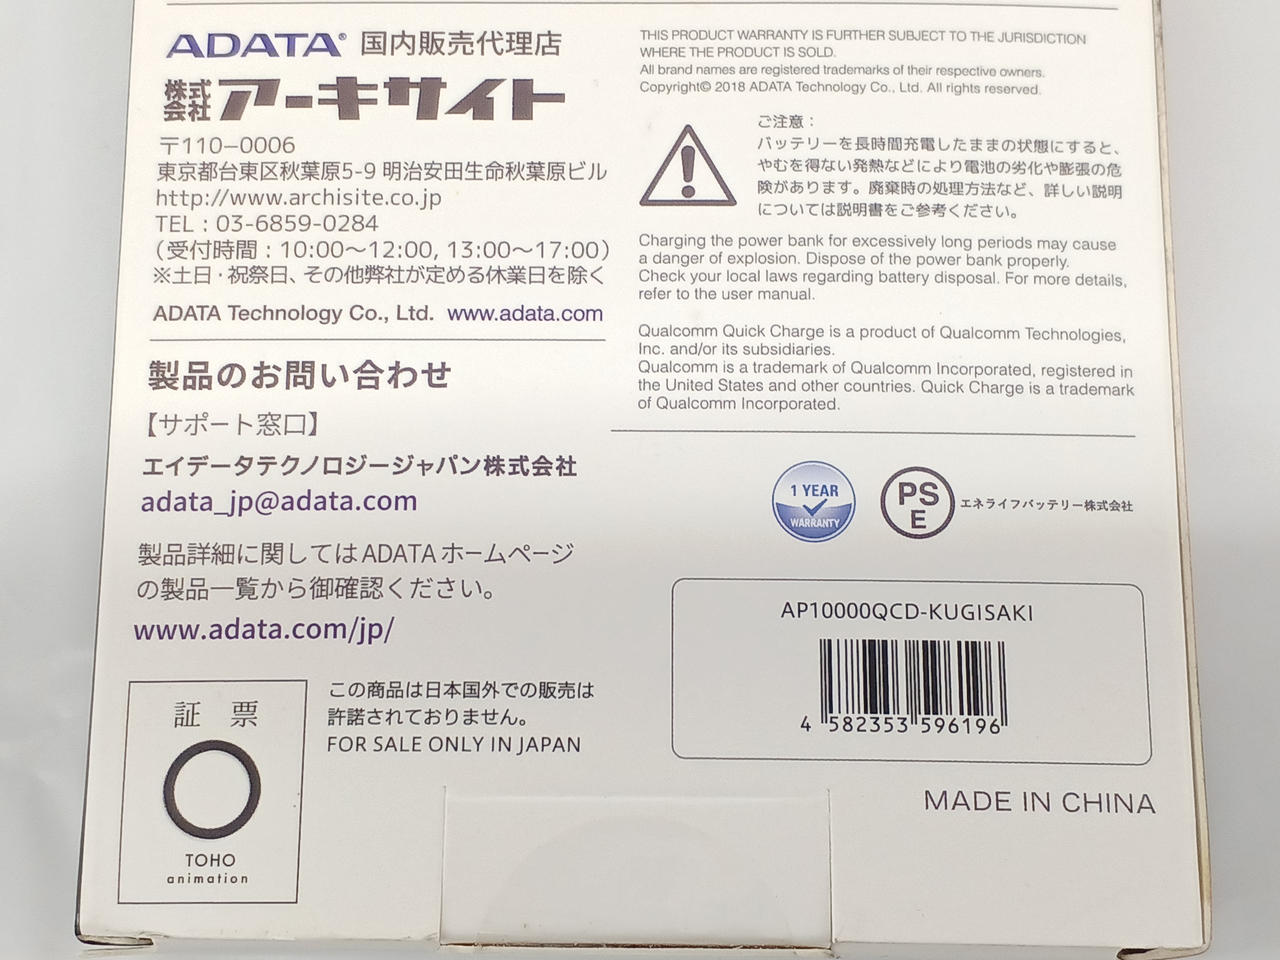 ADATA® 国内販売代理店
株式会社アーキサイト
〒110-0006
東京都台東区秋葉原5-9 明治安田生命秋葉原ビル
http://www.archisite.co.jp
TEL：03-6859-0284
（受付時間：10:00～12:00, 13:00～17:00）
※土日・祝祭日、その他弊社が定める休業日を除く
ADATA Technology Co., Ltd. www.adata.com
製品のお問い合わせ
【サポート窓口】
エイデータテクノロジージャパン株式会社
adata_jp@adata.com
製品詳細に関してはADATAホームページ
の製品一覧から御確認ください。
www.adata.com/jp/
証 票
TOHO
animation
この商品は日本国外での販売は
許諾されておりません。
FOR SALE ONLY IN JAPAN
THIS PRODUCT WARRANTY IS FURTHER SUBJECT TO THE JURISDICTION
WHERE THE PRODUCT IS SOLD.
All brand names are registered trademarks of their respective owners.
Copyright© 2018 ADATA Technology Co., Ltd. All rights reserved.
ご注意：
バッテリーを長時間充電したままの状態にすると、
やむを得ない発熱などにより電池の劣化や膨張の危
険があります。廃棄時の処理方法など、詳しい説明
については説明書をご参考ください。
Charging the power bank for excessively long periods may cause
a danger of explosion. Dispose of the power bank properly.
Check your local laws regarding battery disposal. For more details,
refer to the user manual.
Qualcomm Quick Charge is a product of Qualcomm Technologies,
Inc. and/or its subsidiaries.
Qualcomm is a trademark of Qualcomm Incorporated, registered in
the United States and other countries. Quick Charge is a trademark
of Qualcomm Incorporated.
1 YEAR
WARRANTY
PS
E
エネライフバッテリー株式会社
AP10000QCD-KUGISAKI
4 582353 596196
MADE IN CHINA